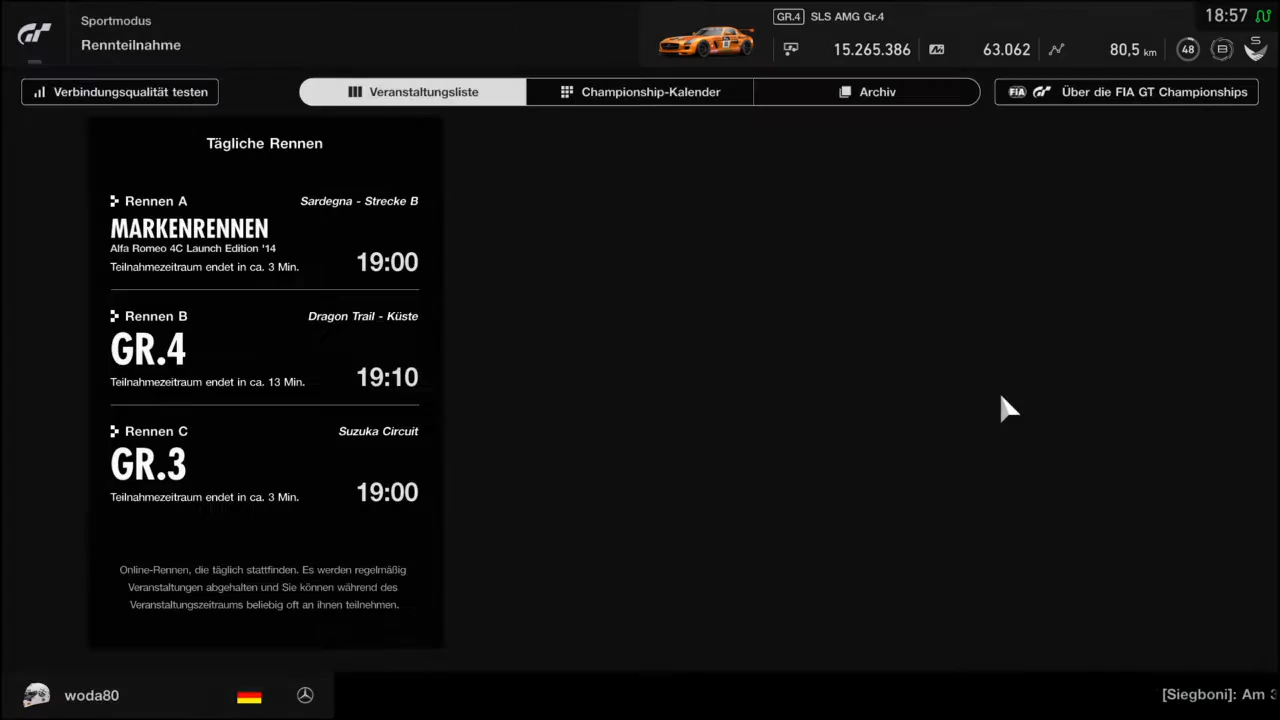 Sportmodus
Rennteilnahme
GR.4 SLS AMG Gr.4
18:57
15.265.386 63.062 80,5 km 48 B S
Verbindungsqualität testen
Veranstaltungsliste
Championship-Kalender
Archiv
FIA GT Über die FIA GT Championships
Tägliche Rennen
Rennen A Sardegna - Strecke B
MARKENRENNEN
Alfa Romeo 4C Launch Edition '14
Teilnahmezeitraum endet in ca. 3 Min. 19:00
Rennen B Dragon Trail - Küste
GR.4
Teilnahmezeitraum endet in ca. 13 Min. 19:10
Rennen C Suzuka Circuit
GR.3
Teilnahmezeitraum endet in ca. 3 Min. 19:00
Online-Rennen, die täglich stattfinden. Es werden regelmäßig
Veranstaltungen abgehalten und Sie können während des
Veranstaltungszeitraums beliebig oft an ihnen teilnehmen.
woda80
[Siegboni]: Am